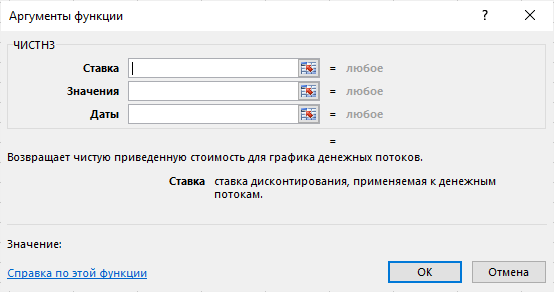 Аргументы функции ? ×
ЧИСТНЗ
Ставка = любое
Значения = любое
Даты = любое
=
Возвращает чистую приведенную стоимость для графика денежных потоков.
Ставка ставка дисконтирования, применяемая к денежным
потокам.
Значение:
Справка по этой функции ОК Отмена